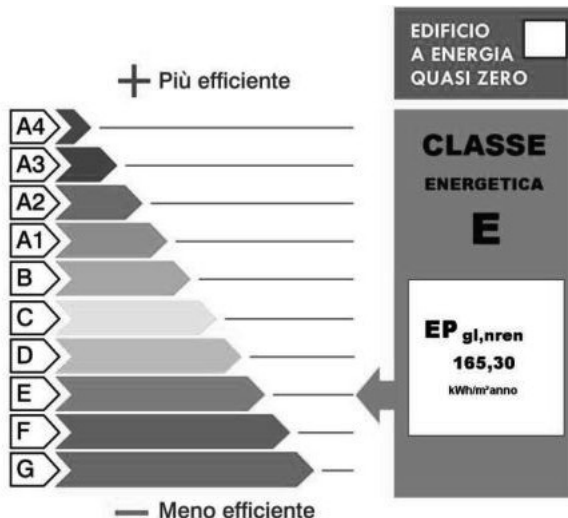 EDIFICIO
A ENERGIA
QUASI ZERO
+ Più efficiente
A4
A3
A2
A1
B
C
D
E
F
G
— Meno efficiente
CLASSE
ENERGETICA
E
EP gl,nren
165,30
kWh/m²anno